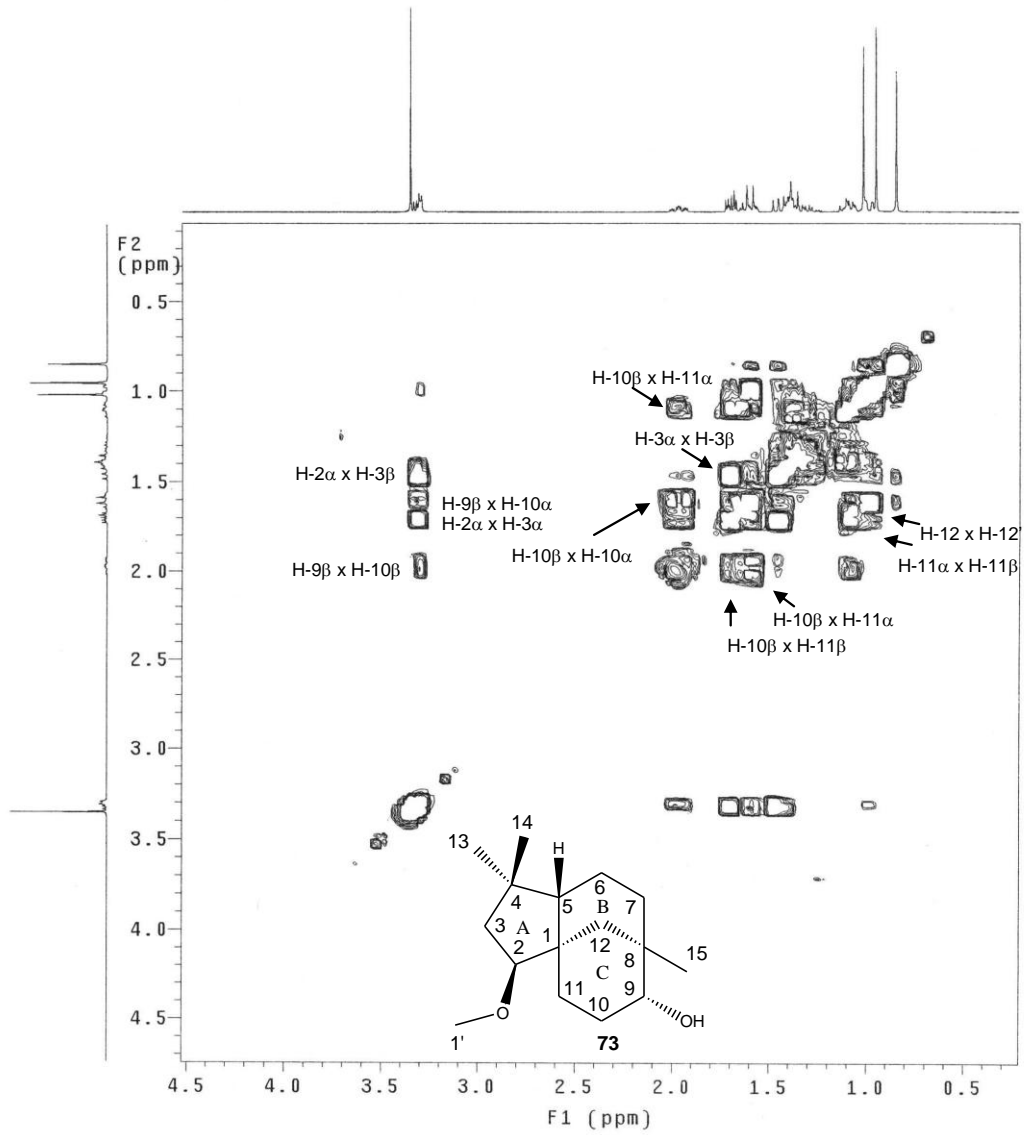 F2
(ppm)
0.5
1.0
1.5
2.0
2.5
3.0
3.5
4.0
4.5
H-10β x H-11α
H-3α x H-3β
H-2α x H-3β
H-9β x H-10α
H-2α x H-3α
H-9β x H-10β
H-10β x H-10α
H-12 x H-12'
H-11α x H-11β
H-10β x H-11α
H-10β x H-11β
14
13
H
6
4
5
7
B
3
A
1
12
8
15
2
C
9
11
10
O
OH
1'
73
4.5 4.0 3.5 3.0 2.5 2.0 1.5 1.0 0.5
F1 (ppm)